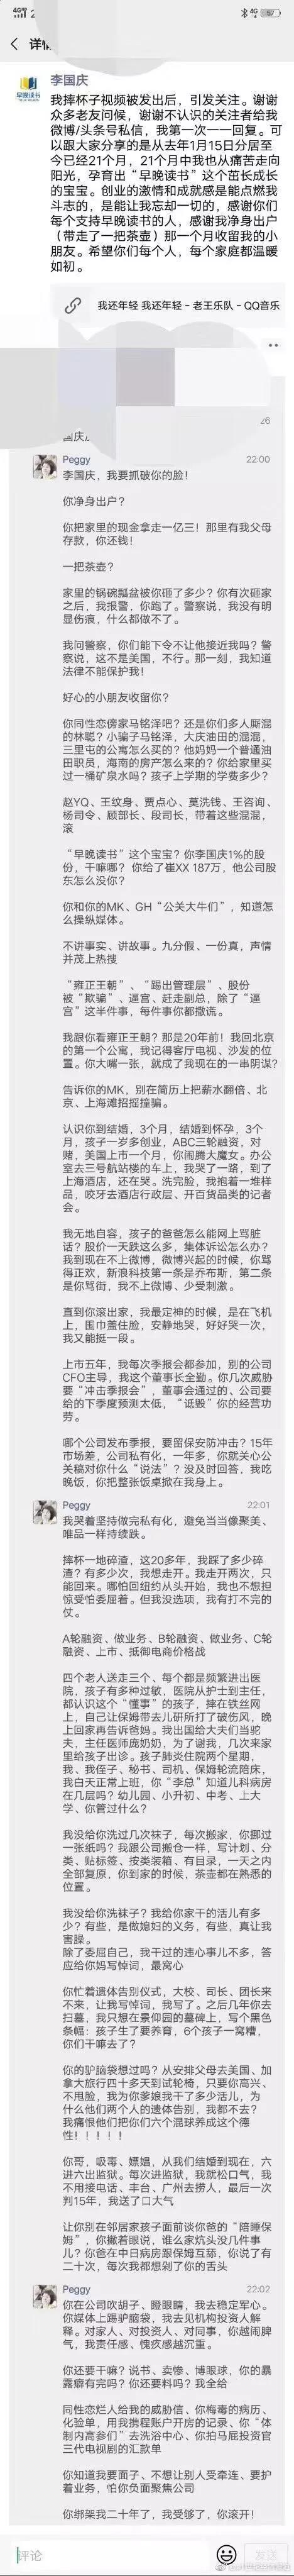 详情
李国庆
早晚读书
我摔杯子视频被发出后，引发关注。谢谢
众多老友问候，谢谢不认识的关注者给我
微博/头条号私信，我第一次一一回复。可
以跟大家分享的是从去年1月15日分居至
今已经21个月，21个月中我也从痛苦走向
阳光，孕育出“早晚读书”这个茁长成长
的宝宝。创业的激情和成就感是能点燃我
斗志的，是能让我忘却一切的，感谢你们
每个支持早晚读书的人，感谢我净身出户
（带走了一把茶壶）那一个月收留我的小
朋友。希望你们每个人，每个家庭都温暖
如初。
我还年轻 我还年轻 - 老王乐队 - QQ音乐
Peggy 22:00
李国庆，我要抓破你的脸！
你净身出户？
你把家里的现金拿走一亿三！那里有我父母
存款，你还钱！
一把茶壶？
家里的锅碗瓢盆被你砸了多少？你有次砸家
之后，我报警，你跑了。警察说，我没有明
显伤痕，什么都做不了。
我问警察，你们能下令不让他接近我吗？警
察说，这不是美国，不行。那一刻，我知道
法律不能保护我！
好心的小朋友收留你？
你同性恋傍家马铭泽吧？还是你们多人厮混
的林聪？小骗子马铭泽，大庆油田的混混，
三里屯的公寓怎么买的？他妈妈一个普通油
田职员，海南的房产怎么来的？你给家里买
过一桶矿泉水吗？孩子上学期的学费多少？
赵YQ、王纹身、贾点心、莫洗钱、王咨询、
杨司令、顾部长、段司长，带着这些混混，
滚
“早晚读书”这个宝宝？你李国庆1%的股
份，干嘛哪？你给了崔XX 187万，他公司股
东怎么没你？
你和你的MK、GH“公关大牛们”，知道怎
么操纵媒体。
不讲事实、讲故事。九分假、一份真，声情
并茂上热搜
“雍正王朝”、“踢出管理层”、股份
被“欺骗”、逼宫、赶走副总，除了“逼
宫”这半件事，每件事你都撒谎。
我跟你看雍正王朝？那是20年前！我回北京
的第一个公寓，我记得客厅电视、沙发的位
置。你大嘴一张，就成了我现在的一串阴谋？
告诉你的MK，别在简历上把薪水翻倍、北
京、上海滩招摇撞骗。
认识你到结婚，3个月，结婚到怀孕，3个
月，孩子一岁多创业，ABC三轮融资，对
赌，美国上市一个月，你闹腾大魔女。办公
室去三号航站楼的车上，我哭了一路，到了
上海酒店，还在哭。洗完脸，我抱着一堆样
品，咬牙去酒店行政层、开百货品类的记者
会。
我无地自容，孩子的爸爸怎么能网上骂脏
话？股价一天跌这么多，集体诉讼怎么办？
我到现在不上微博，微博兴起的时候，你骂
得正欢，新浪科技第一条是乔布斯，第二条
是你骂街，我不上微博、少受刺激。
直到你滚出家，我最定神的时候，是在飞机
上，围巾盖住脸，安静地哭，好好哭一次，
我又能挺一段。
上市五年，我每次季报会都参加，别的公司
CFO主导，我这个董事长全勤。你几次威胁
要“冲击季报会”，董事会通过的、公司要
给的下季度预测太低，“诋毁”你的经营功
劳。
哪个公司发布季报，要留保安防冲击？15年
市场差，公司私有化，一年多，你就关心公
关稿对你什么“说法”？没及时回答，我吃
晚饭，你把整张饭桌掀在我身上。
Peggy 22:01
我哭着坚持做完私有化，避免当当像聚美、
唯品一样持续跌。
摔杯一地碎渣，这20多年，我踩了多少碎
渣？有多少次，我想走开。我走开两次，只
能回来。哪怕回纽约从头开始，我也不想担
惊受怕委屈着。但我没选项，我有打不完的
仗。
A轮融资、做业务、B轮融资、做业务、C轮
融资、上市、抵御电商价格战
四个老人送走三个、每个都是频繁进出医
院，孩子有多种过敏，医院从护士到主任，
都认识这个“懂事”的孩子，摔在铁丝网
上，自己让保姆带去儿研所打了破伤风，晚
上回家再告诉爸妈。我出国给大夫们当驼
夫，主任医师庞奶奶，为了谢我，几次来家
里给孩子出诊。孩子肺炎住院两个星期，
我、我侄子、秘书、司机、保姆轮流陪床，
我白天正常上班，你“李总”知道儿科病房
在几层吗？幼儿园、小升初、中考、上大
学、你管过什么？
我没给你洗过几次袜子，每次搬家，你挪过
一张纸吗？我跟公司搬仓一样，写计划，分
类、贴标签、按类装箱、有目录，一天之内
全部复原，你到家的时候，茶壶都在熟悉的
位置。
我没给你洗袜子？我给你家干的活儿有多
少？有些，是做媳妇的义务，有些，真让我
害臊。
除了委屈自己，我干过的违心事儿不多，答
应给你妈写悼词，最窝心
你忙着遗体告别仪式，大校、司长、团长来
不来，让我写悼词，我写了。之后几年你去
扫墓，我只想在景仰园的墓碑上，写个黑色
条幅：孩子生了要养育，6个孩子一窝糟，
你们干嘛去了？
你的驴脑袋想过吗？从安排父母去美国、加
拿大旅行四十多天到试轮椅，只要你高兴、
不甩脸，我为你爹娘我干了多少活儿，为
什么他们两个人的遗体告别，我都不去？
我痛恨他们把你们六个混球养成这个德
性！！！！！
你哥，吸毒、嫖娼，从我们结婚到现在，六
进六出监狱。每次进监狱，我就松口气，我
不用接电话、丰台、广州去捞人，最后一次
判15年，我送了口大气
让你别在邻居家孩子面前谈你爸的“陪睡保
姆”，你撇着眼说，谁么家炕头没几件事
儿？你爸在中日病房跟保姆互舔，你说了有
二十次，每次我都想剁了你的舌头
Peggy 22:02
你在公司吹胡子、瞪眼睛，我去稳定军心。
你媒体上踢驴脑袋，我去见机构投资人解
释。对家人、对投资人、对同事，你越闹脾
气，我责任感、愧疚感越沉重。
你还要干嘛？说书、卖惨、博眼球，你的暴
露癖有完吗？你还要料吗？我全给
同性恋烂人给我的威胁信、你梅毒的病历、
化验单，用我携程账户开房的记录、你“体
制内高参们”去洗浴中心、你拍马屁投资官
三代电视剧的汇款单
你知道我要面子、不想让别人受牵连、要护
着业务，怕你负面聚焦公司
你绑架我二十年了，我受够了，你滚开！
评论
发送